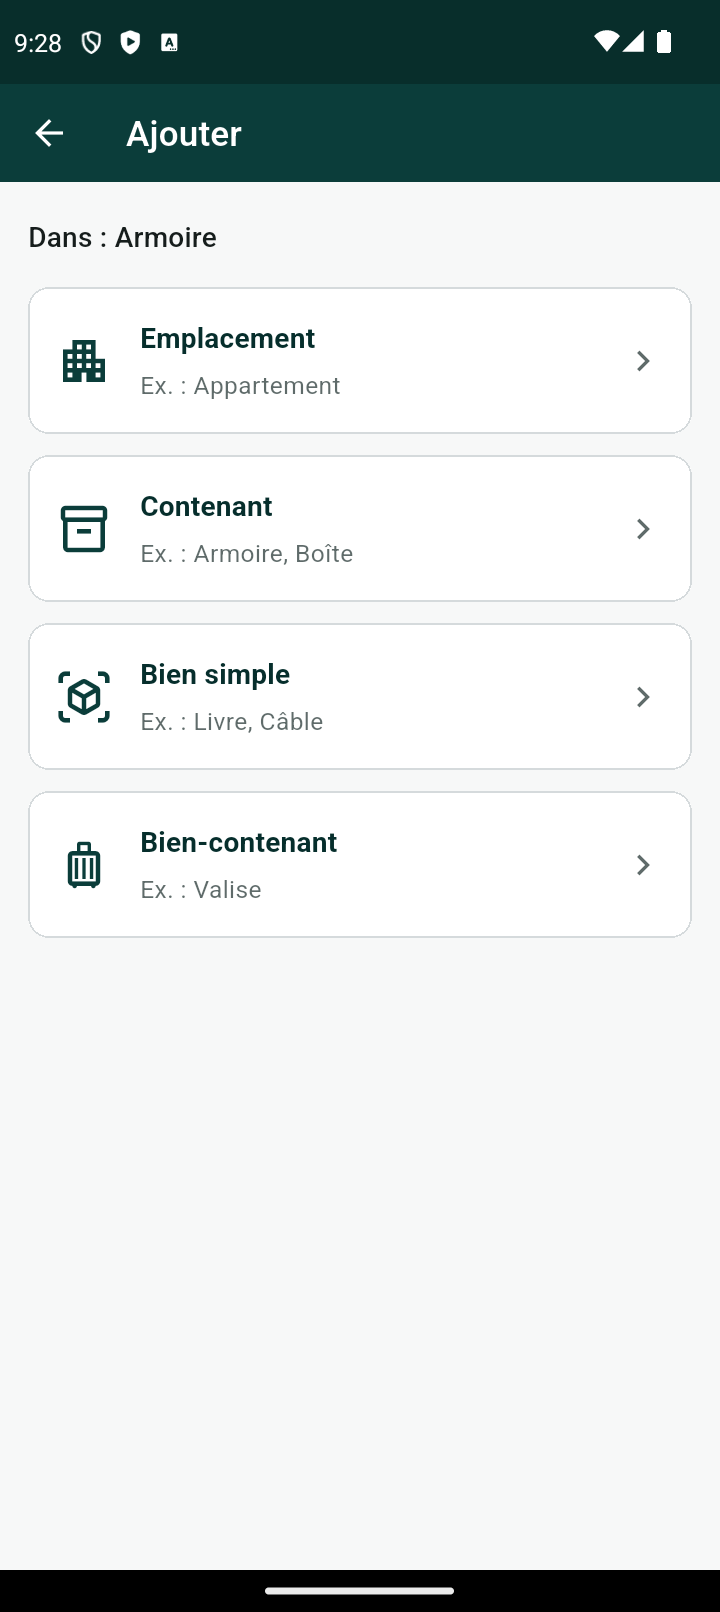 9:28
Ajouter
Dans : Armoire
Emplacement
Ex. : Appartement
Contenant
Ex. : Armoire, Boîte
Bien simple
Ex. : Livre, Câble
Bien-contenant
Ex. : Valise